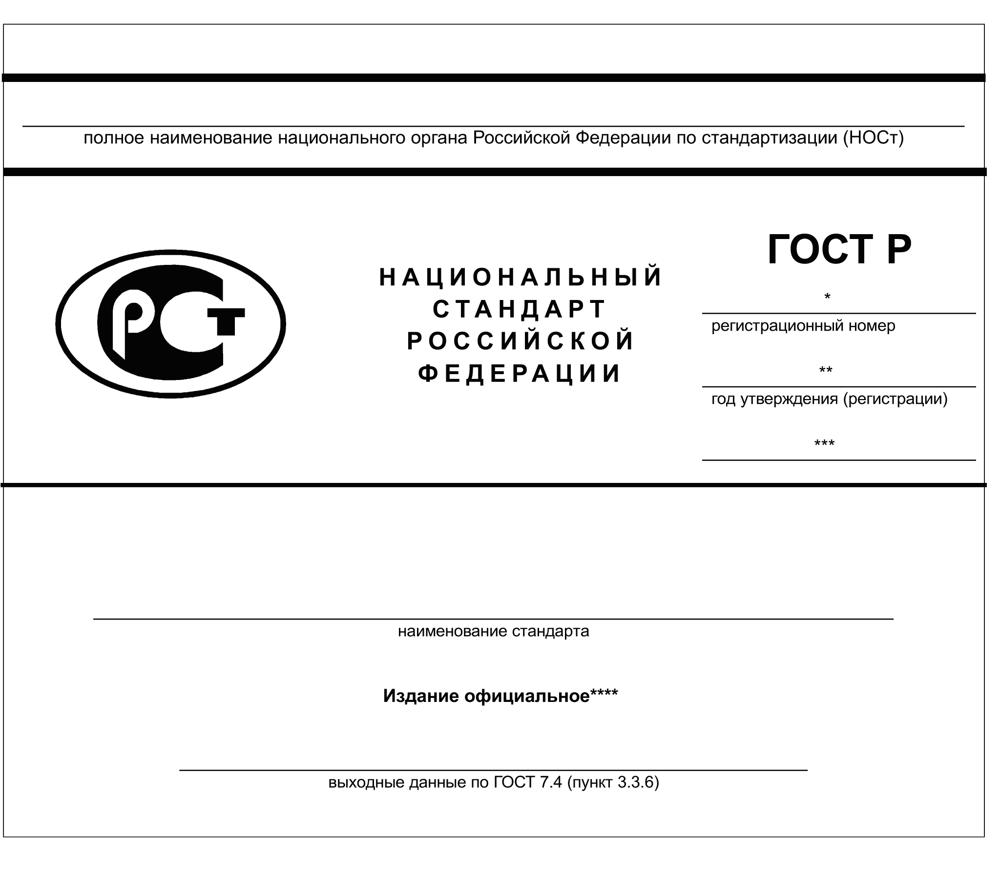 полное наименование национального органа Российской Федерации по стандартизации (НОСт)
РСт
НАЦИОНАЛЬНЫЙ
СТАНДАРТ
РОССИЙСКОЙ
ФЕДЕРАЦИИ
ГОСТ Р
*
регистрационный номер
**
год утверждения (регистрации)
***
наименование стандарта
Издание официальное****
выходные данные по ГОСТ 7.4 (пункт 3.3.6)